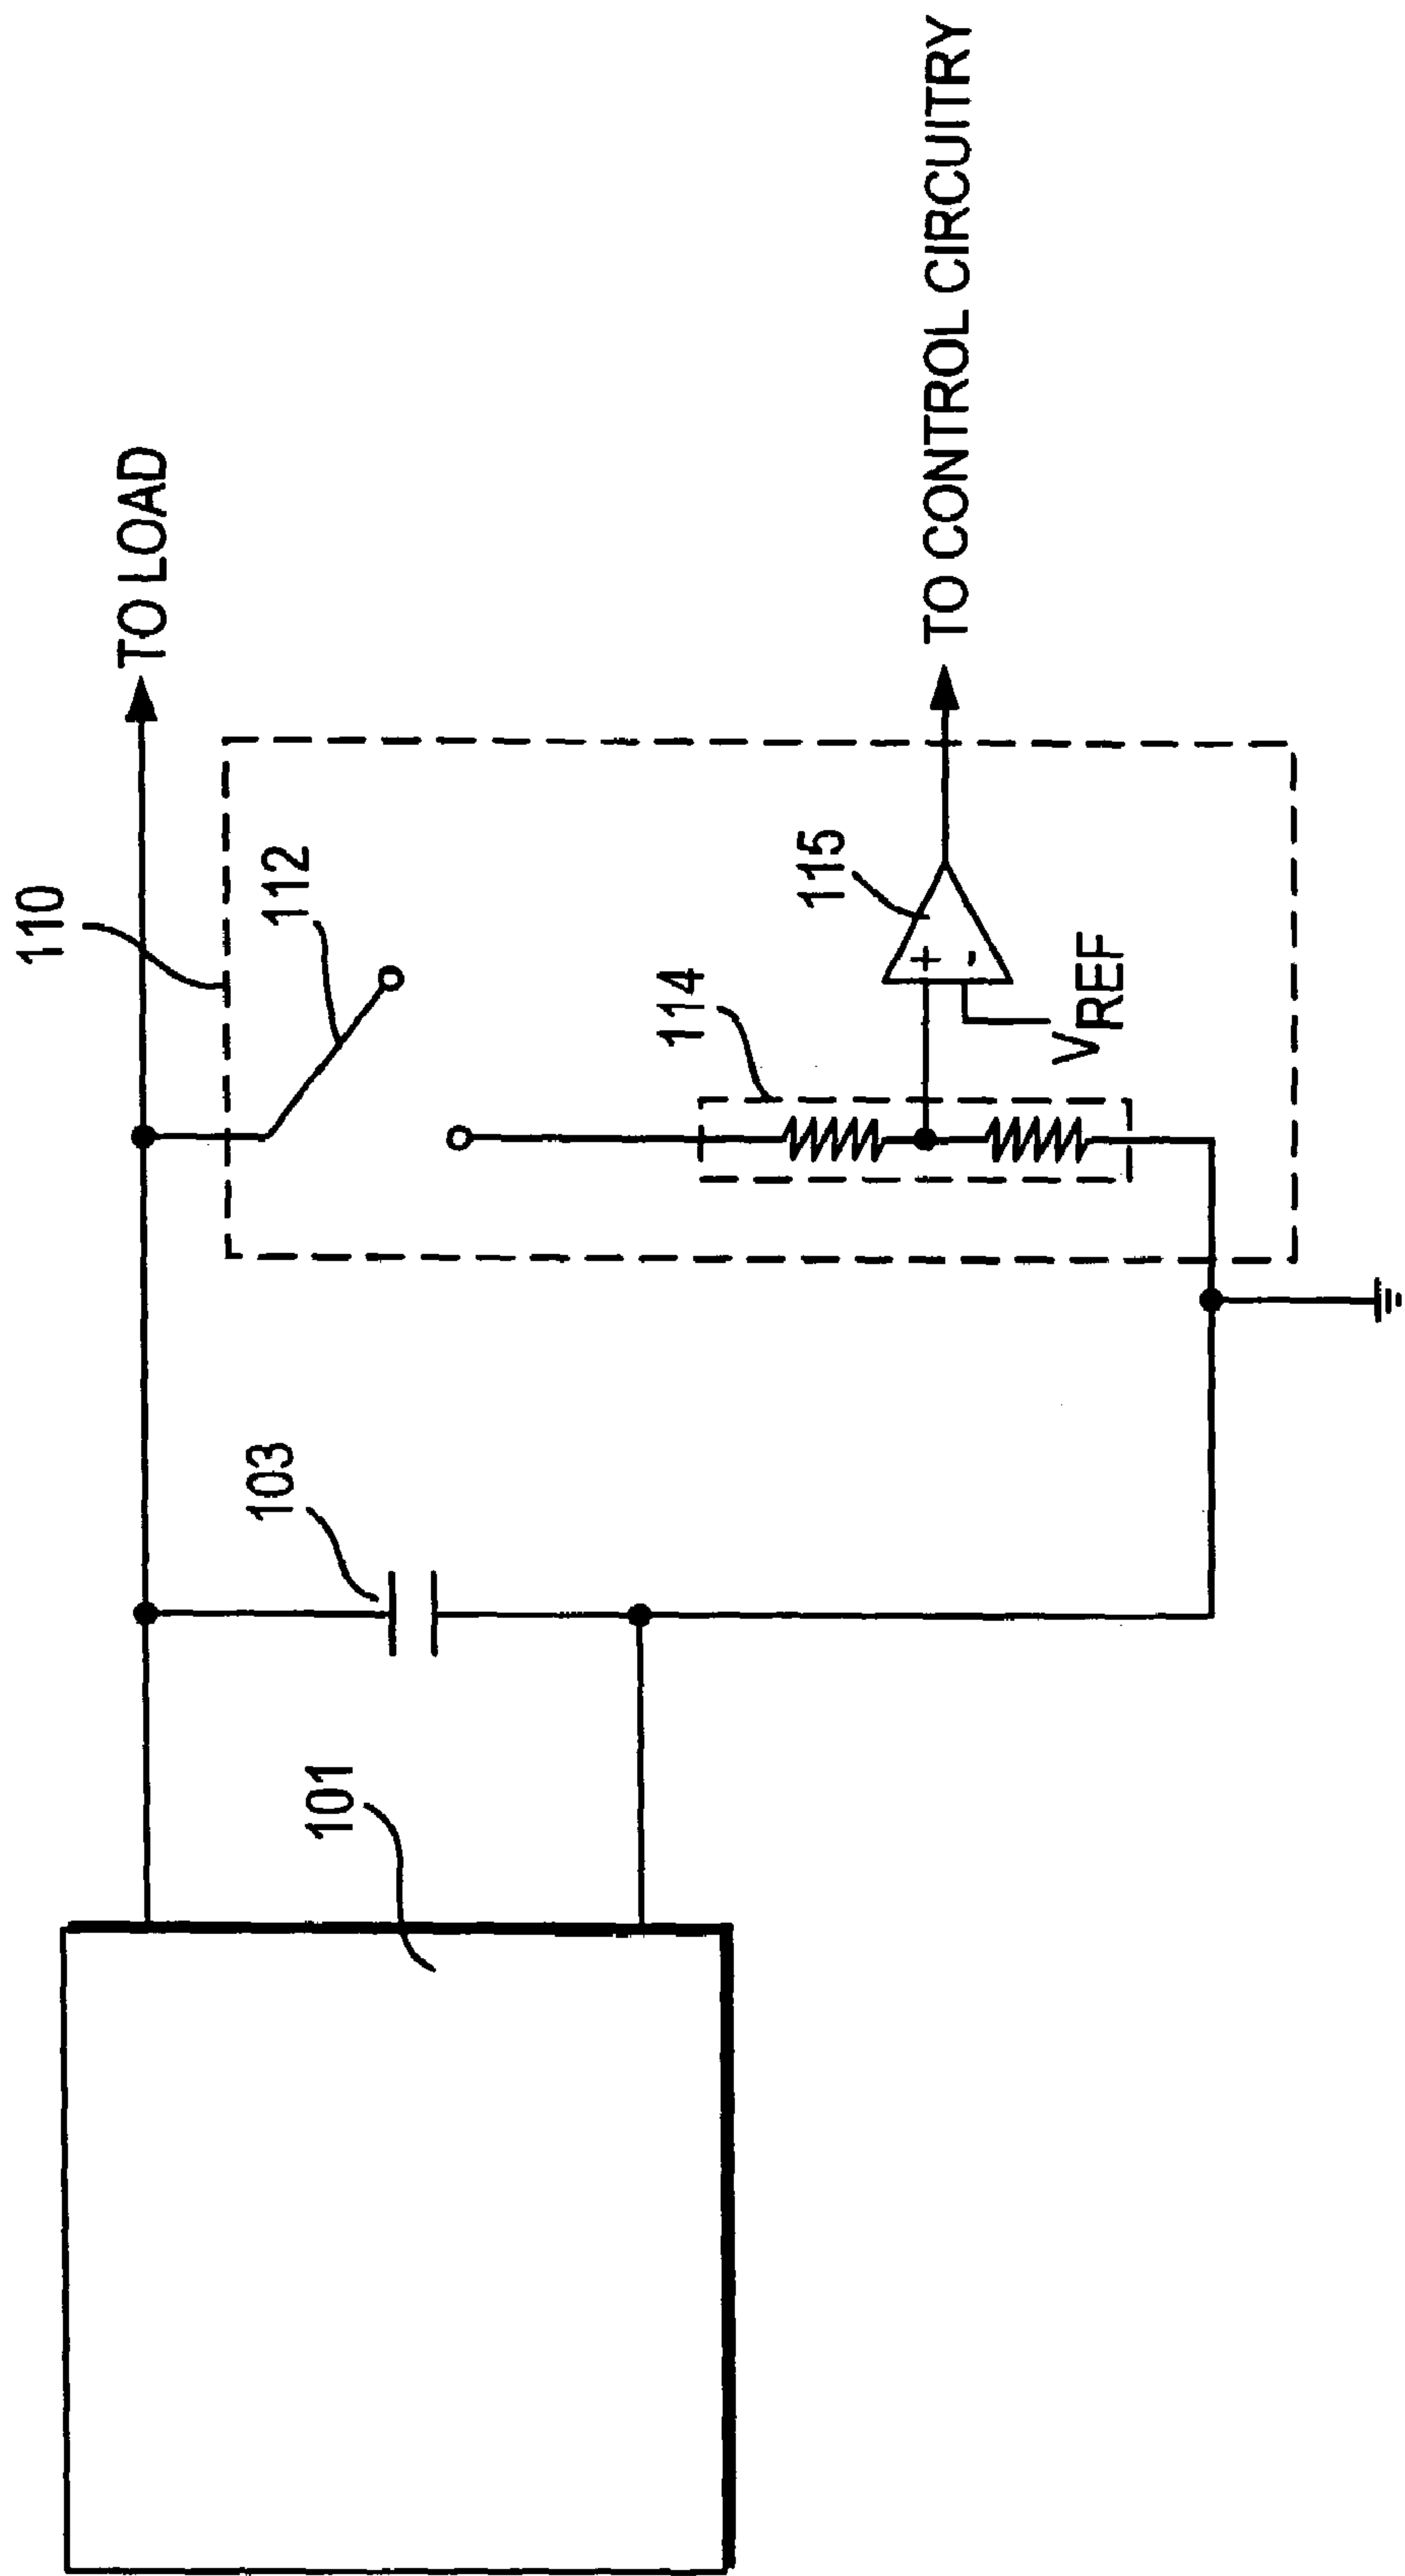 110
TO LOAD
112
103
101
114
115
+
-
VREF
TO CONTROL CIRCUITRY